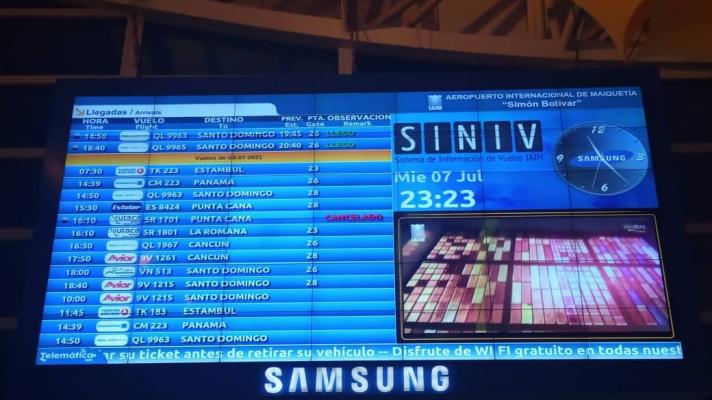 Llegadas / Arrivals
HORA VUELO DESTINO PREV. PTA. OBSERVACION
Time Flight To Est. Gate Remark
14:50 QL 9963 SANTO DOMINGO 19:45 26 LLEGO
18:40 QL 9965 SANTO DOMINGO 20:40 26 LLEGO
Vuelos de 08-07-2021
07:30 TK 223 ESTAMBUL 23
14:39 CM 223 PANAMA 26
14:50 QL 9963 SANTO DOMINGO 28
15:30 Estelar ES 8424 PUNTA CANA 28
16:10 rutaca SR 1701 PUNTA CANA CANCELADO
16:10 rutaca SR 1801 LA ROMANA 23
16:30 QL 1967 CANCUN 26
17:50 Avior 9V 1261 CANCUN 28
18:00 VN 513 SANTO DOMINGO 26
18:40 Avior 9V 1215 SANTO DOMINGO 28
10:00 Avior 9V 1215 SANTO DOMINGO
11:45 TK 183 ESTAMBUL
14:39 CM 223 PANAMA
14:50 QL 9963 SANTO DOMINGO
IAIM
AEROPUERTO INTERNACIONAL DE MAIQUETÍA
"Simón Bolívar"
SINIV
Sistema de Información de Vuelos IAIM
Mie 07 Jul
23:23
SAMSUNG
IAIM
Telemática ar su ticket antes de retirar su vehículo -- Disfrute de WI FI gratuito en todas nuest
SAMSUNG